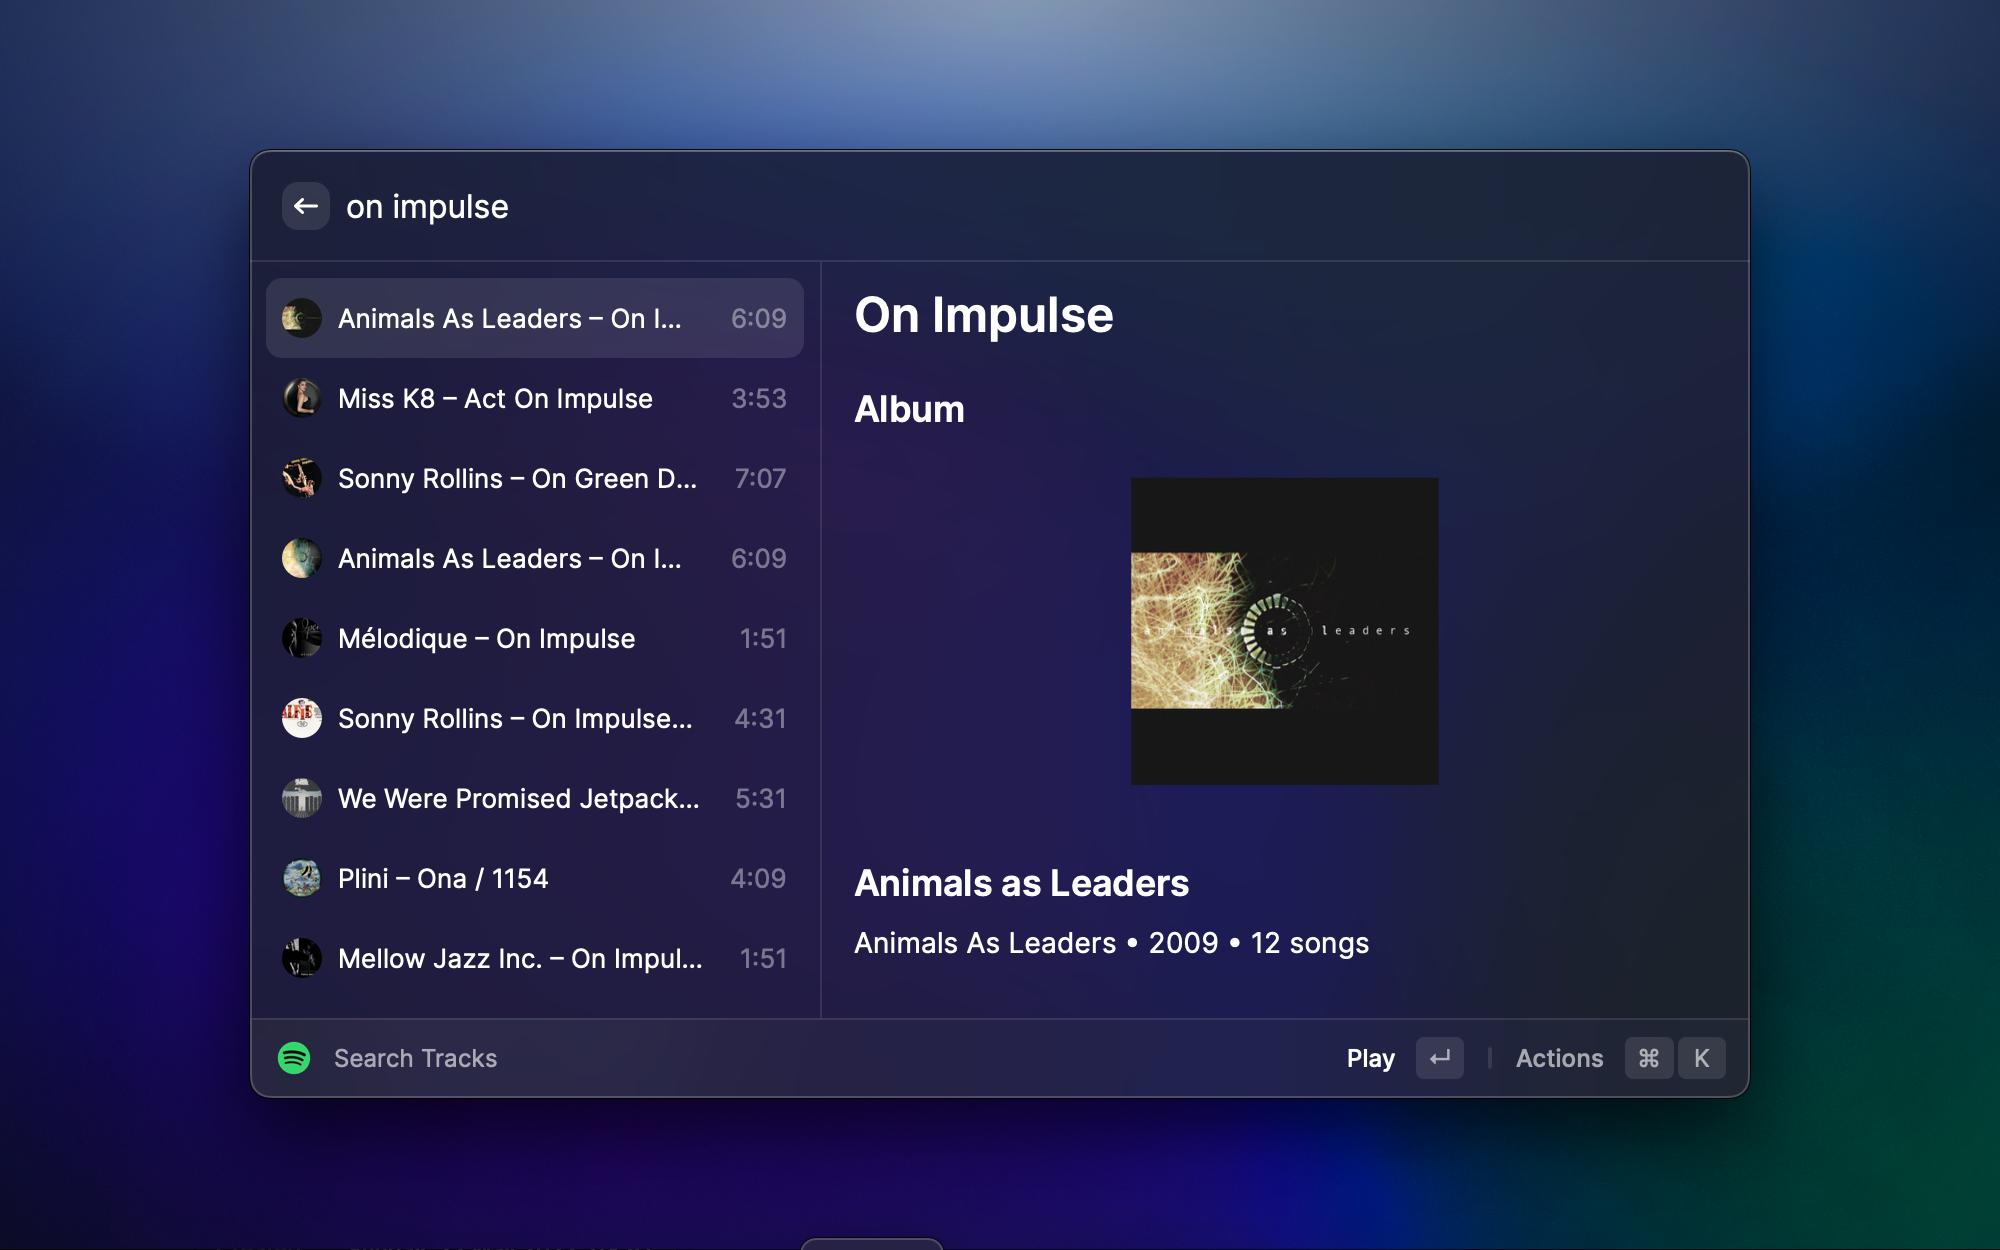 on impulse
Animals As Leaders – On I... 6:09
Miss K8 – Act On Impulse 3:53
Sonny Rollins – On Green D... 7:07
Animals As Leaders – On I... 6:09
Mélodique – On Impulse 1:51
Sonny Rollins – On Impulse... 4:31
We Were Promised Jetpack... 5:31
Plini – Ona / 1154 4:09
Mellow Jazz Inc. – On Impul... 1:51
On Impulse
Album
animals as leaders
Animals as Leaders
Animals As Leaders • 2009 • 12 songs
Search Tracks
Play ↵ | Actions ⌘ K